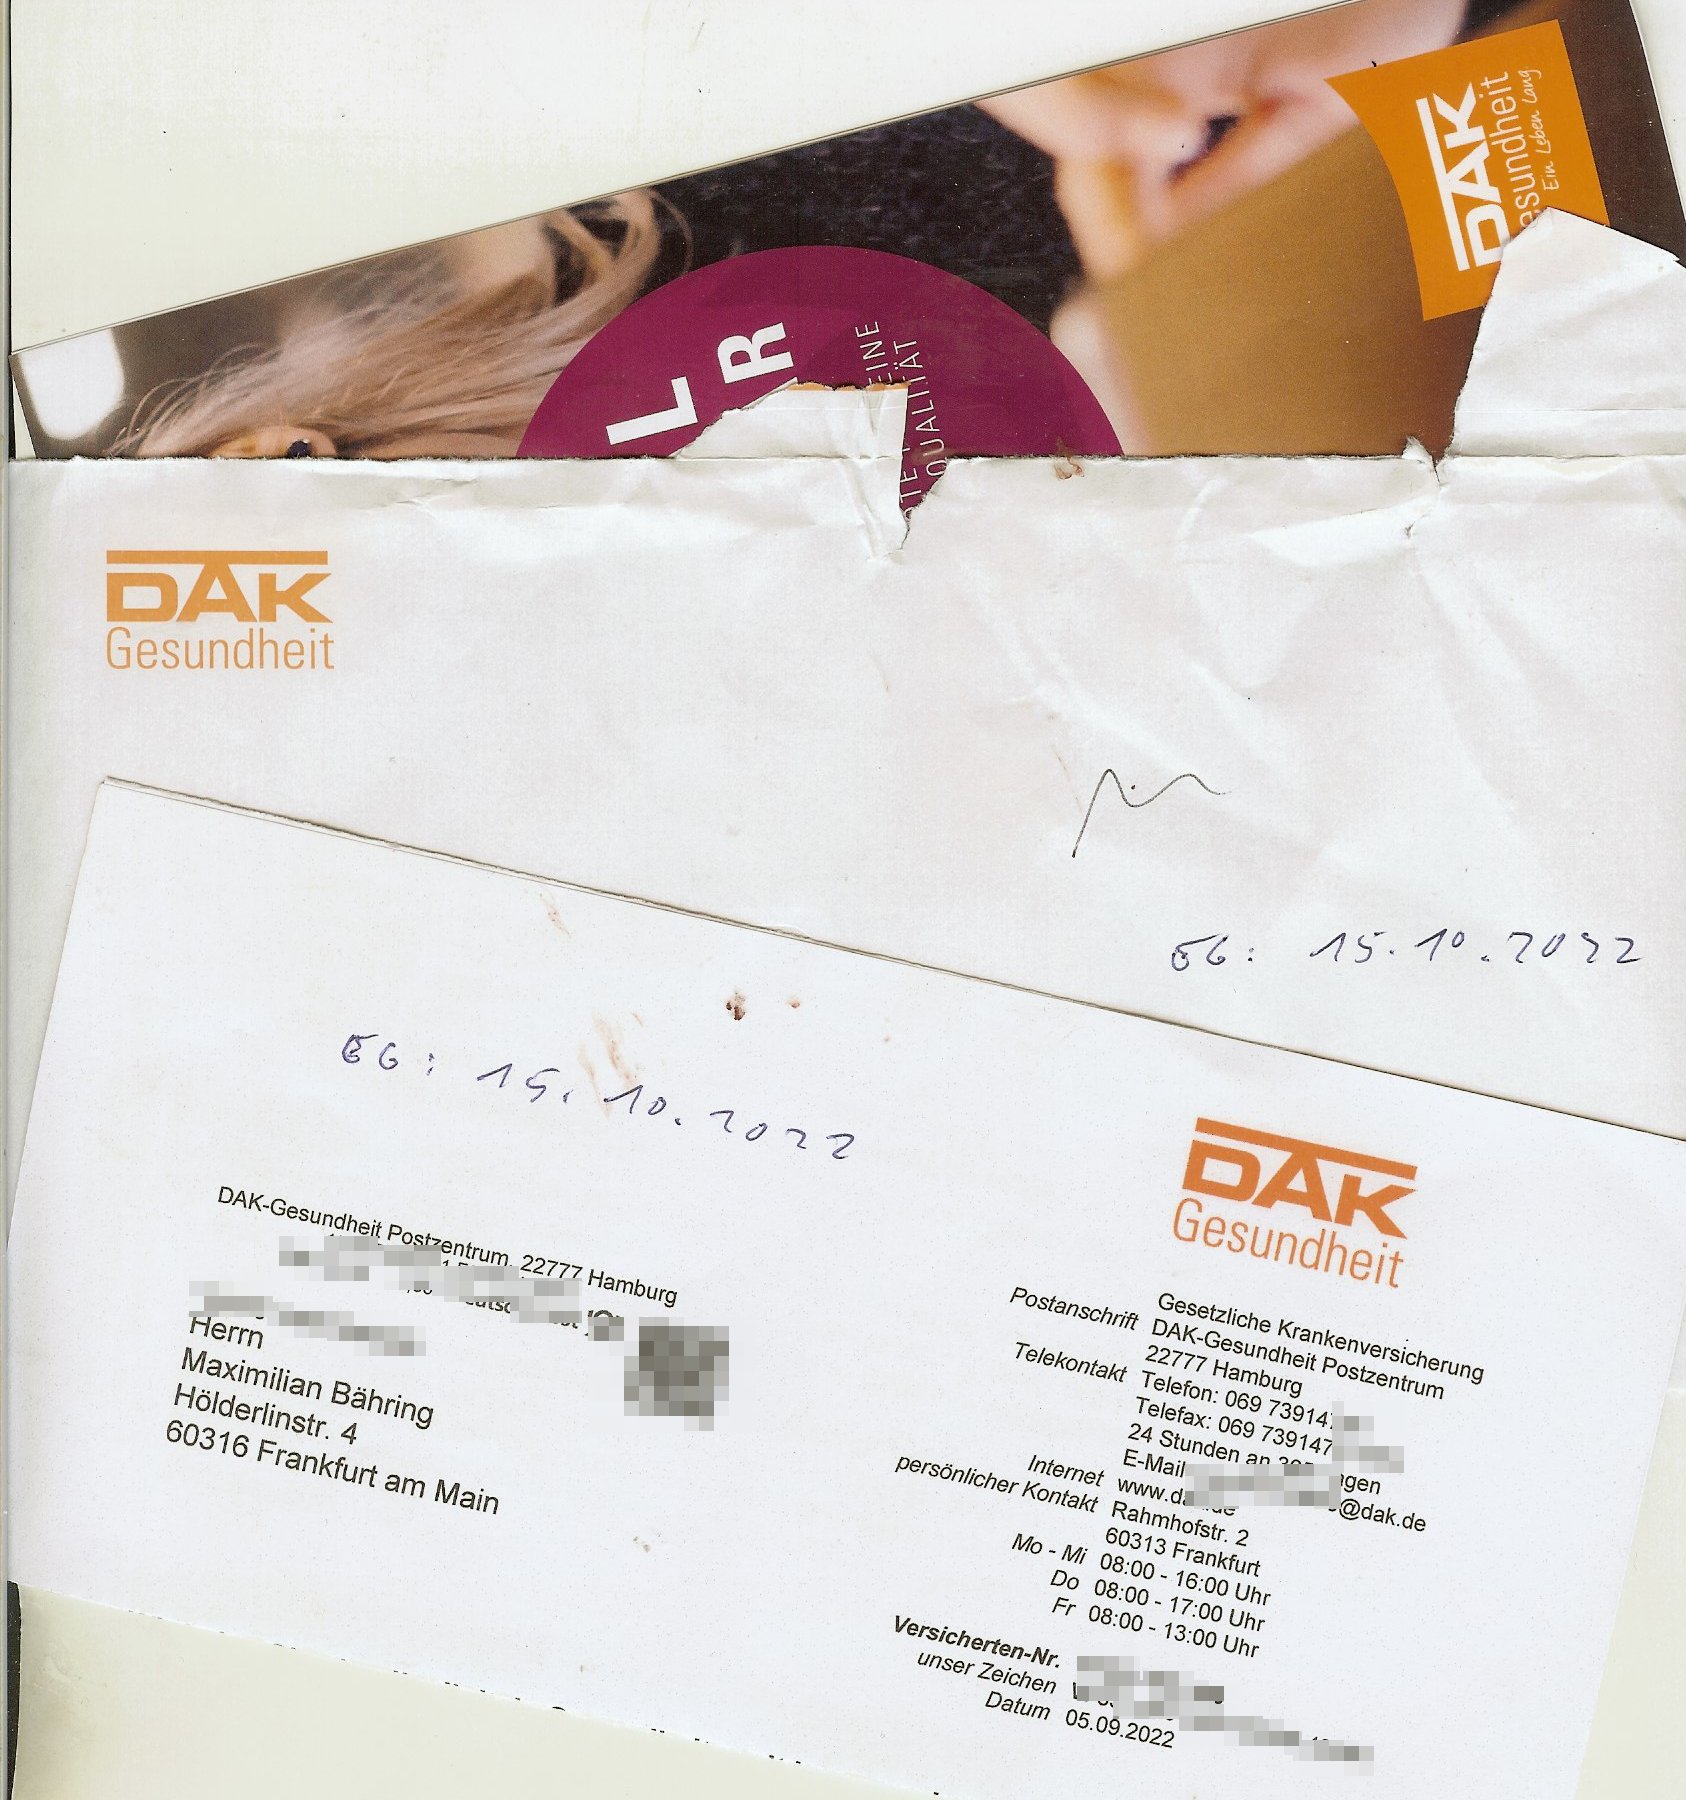 DAK
Gesundheit
Ein Leben Lang
L
R
EINE
QUALITÄT
DAK
Gesundheit
EG: 15.10.2022
EG: 15.10.2022
DAK-Gesundheit Postzentrum, 22777 Hamburg
Herrn
Maximilian Bähring
Hölderlinstr. 4
60316 Frankfurt am Main
DAK
Gesundheit
Gesetzliche Krankenversicherung
Postanschrift DAK-Gesundheit Postzentrum
22777 Hamburg
Telekontakt Telefon: 069 73914
Telefax: 069 739147
24 Stunden an
E-Mail @dak.de
Internet
persönlicher Kontakt Rahmhofstr. 2
60313 Frankfurt
Mo - Mi 08:00 - 16:00 Uhr
Do 08:00 - 17:00 Uhr
Fr 08:00 - 13:00 Uhr
Versicherten-Nr.
unser Zeichen
Datum 05.09.2022